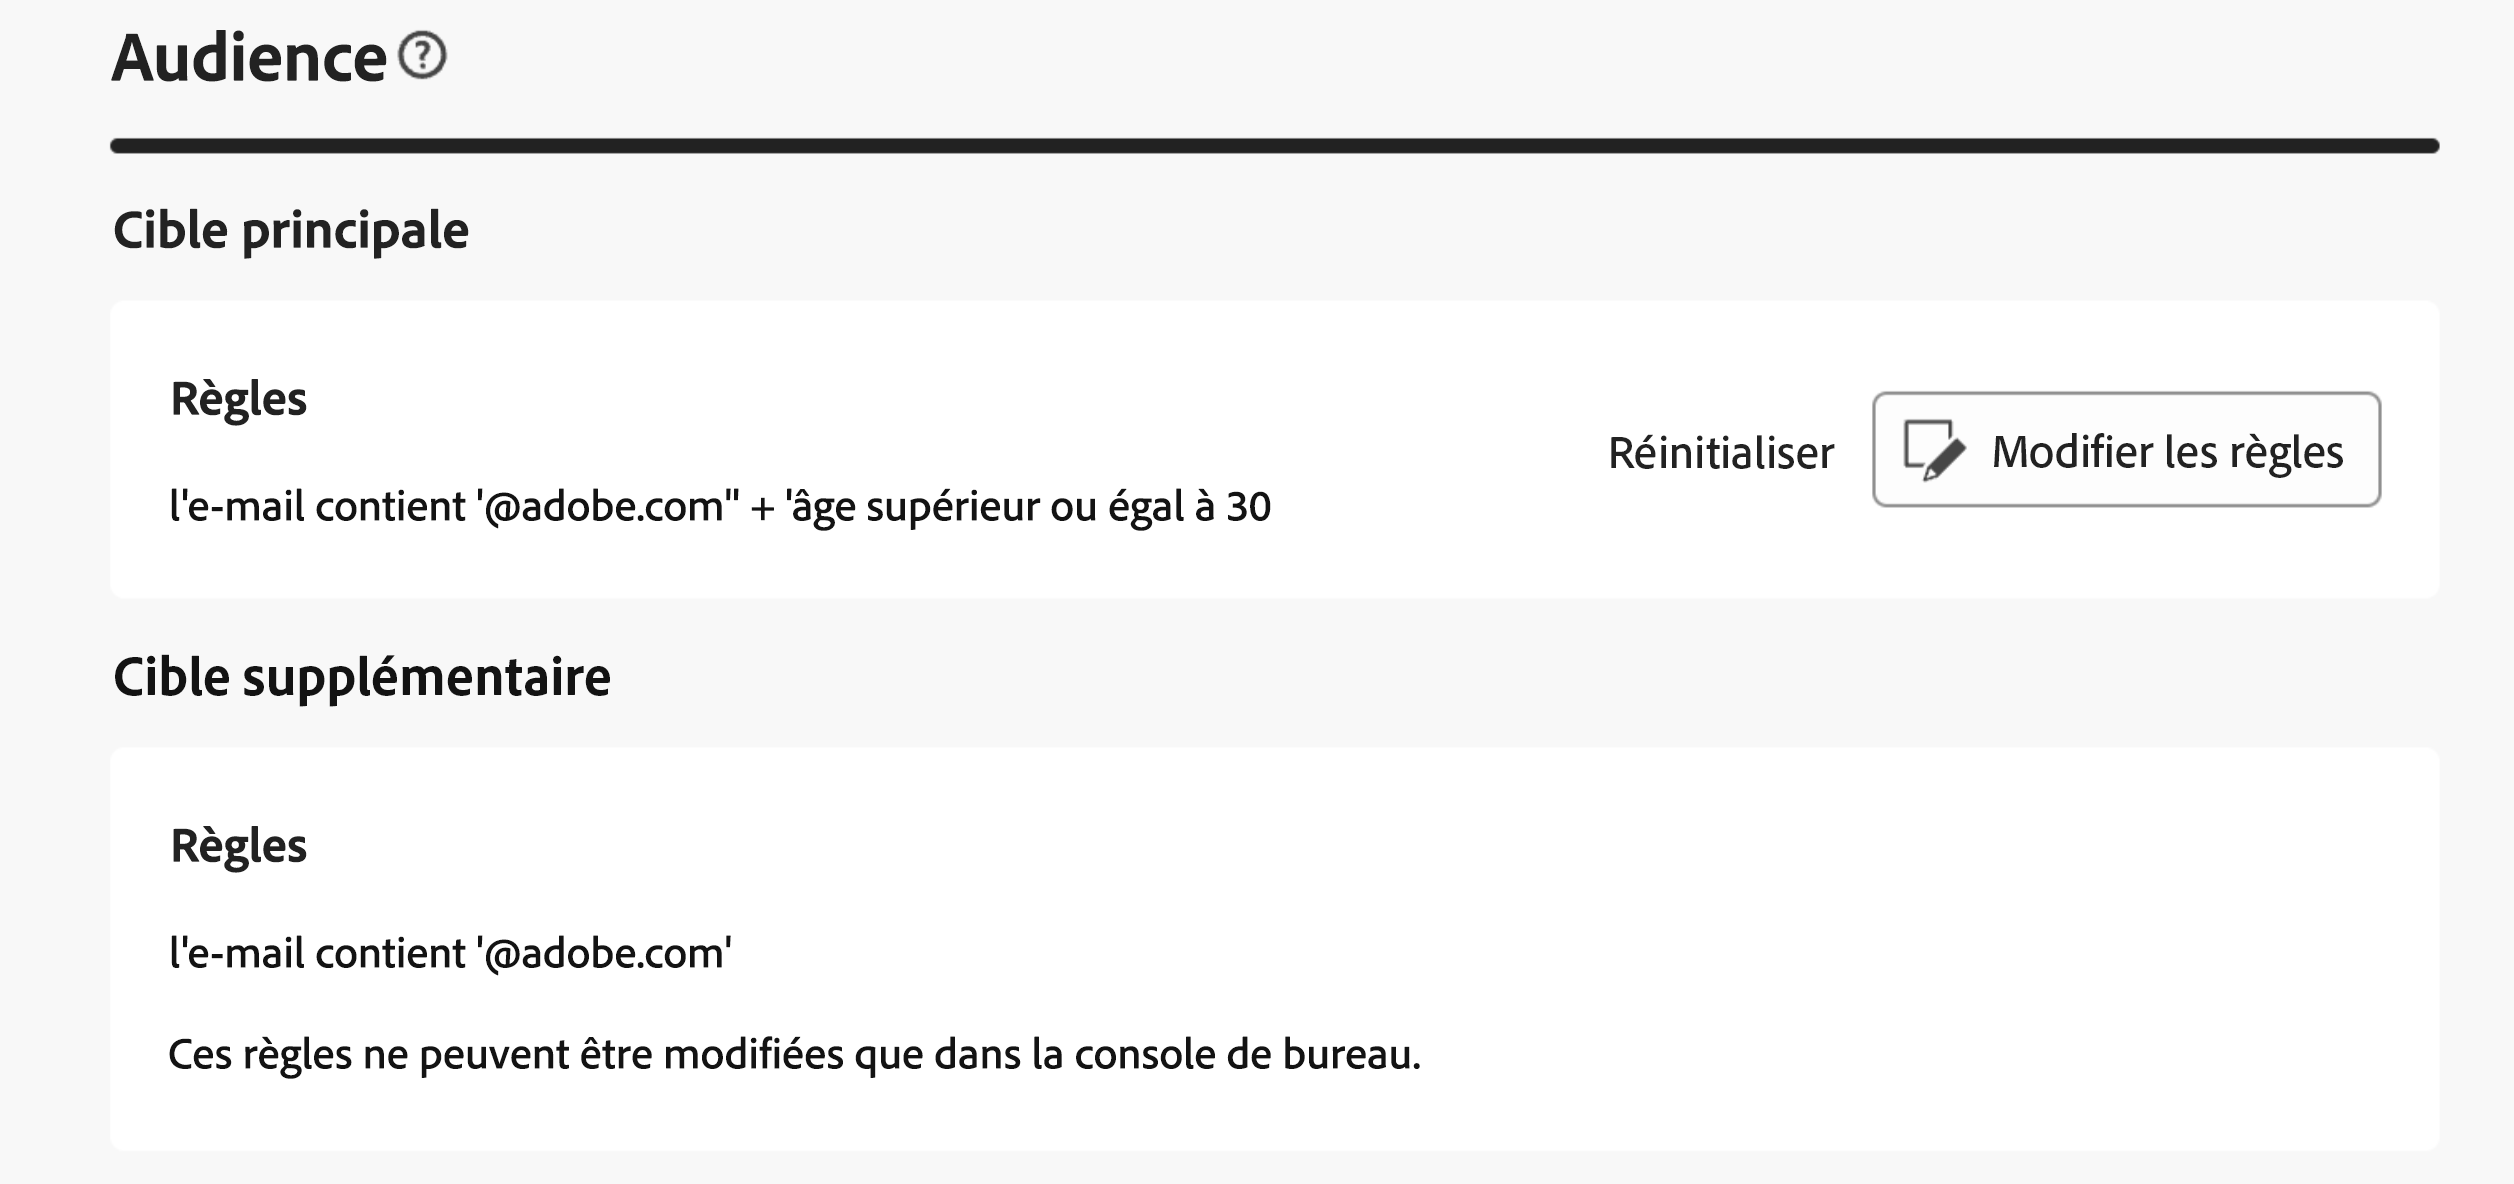 Audience ?
Cible principale
Règles
l'e-mail contient '@adobe.com" + 'âge supérieur ou égal à 30
Réinitialiser
Modifier les règles
Cible supplémentaire
Règles
l'e-mail contient '@adobe.com'
Ces règles ne peuvent être modifiées que dans la console de bureau.